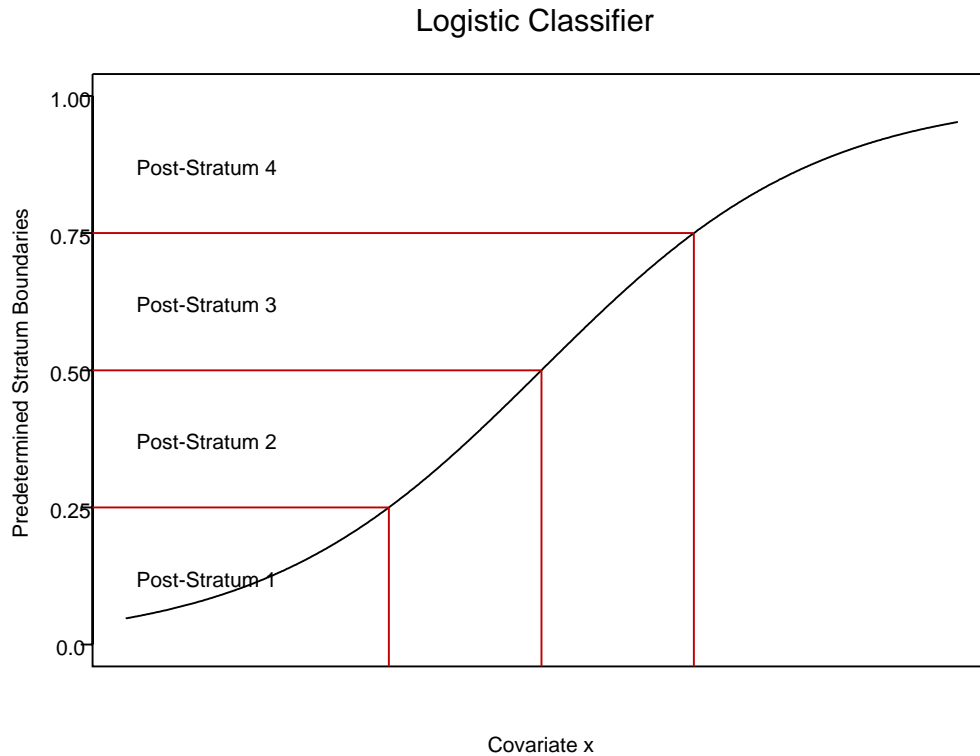 Logistic Classifier
1.00
Post-Stratum 4
0.75
Post-Stratum 3
0.50
Post-Stratum 2
0.25
Post-Stratum 1
0.0
Predetermined Stratum Boundaries
Covariate x